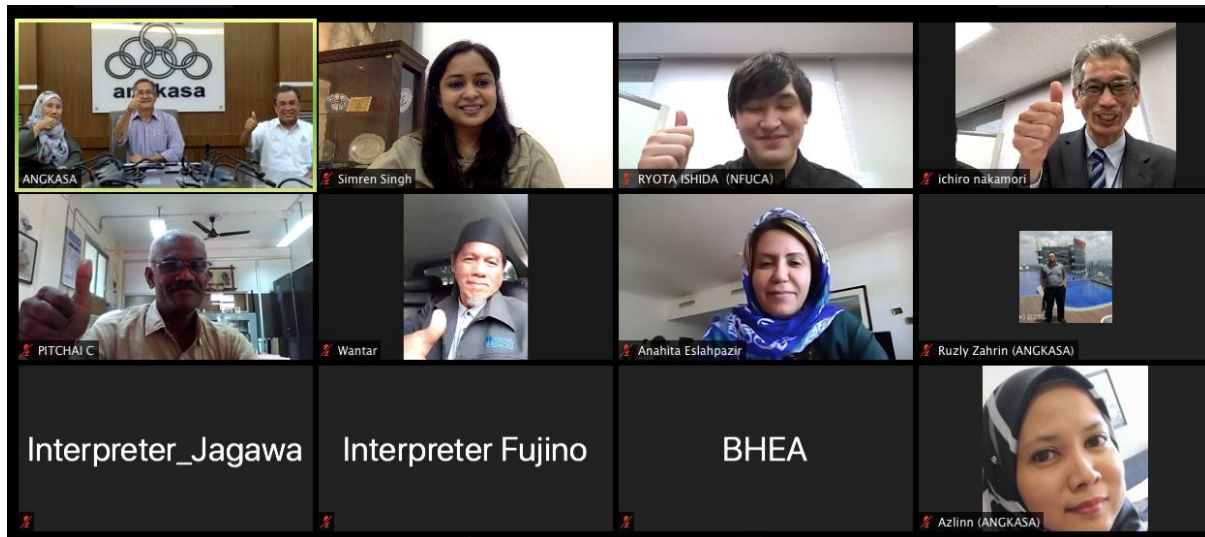 angkasa
ANGKASA
Simren Singh
RYOTA ISHIDA (NFUCA)
ichiro nakamori
PITCHAI C
Wantar
Anahita Eslahpazir
Ruzly Zahrin (ANGKASA)
Interpreter_Jagawa
Interpreter Fujino
BHEA
Azlinn (ANGKASA)